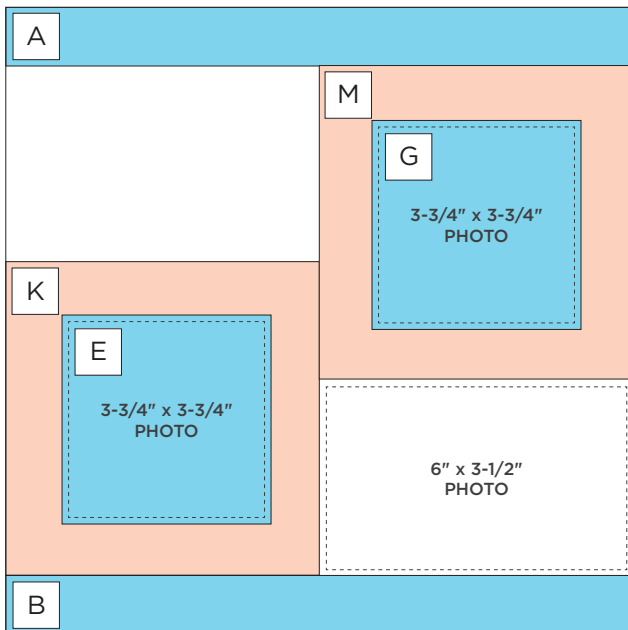 A
M
G
3-3/4" x 3-3/4"
PHOTO
K
E
3-3/4" x 3-3/4"
PHOTO
6" x 3-1/2"
PHOTO
B